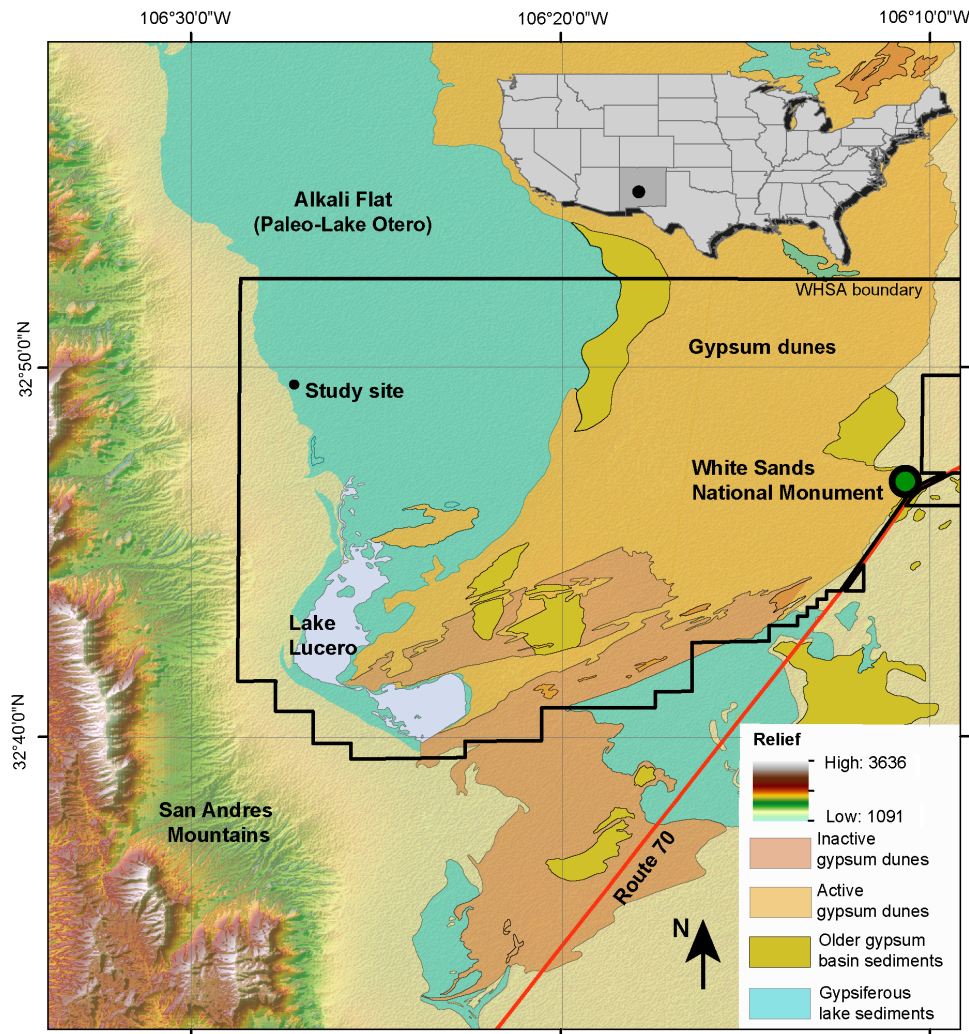 106°30'0"W
106°20'0"W
106°10'0"W
Alkali Flat
(Paleo-Lake Otero)
WHSA boundary
Gypsum dunes
32°50'0"N
Study site
White Sands
National Monument
Lake
Lucero
32°40'0"N
San Andres
Mountains
Route 70
N
Relief
High: 3636
Low: 1091
Inactive
gypsum dunes
Active
gypsum dunes
Older gypsum
basin sediments
Gypsiferous
lake sediments